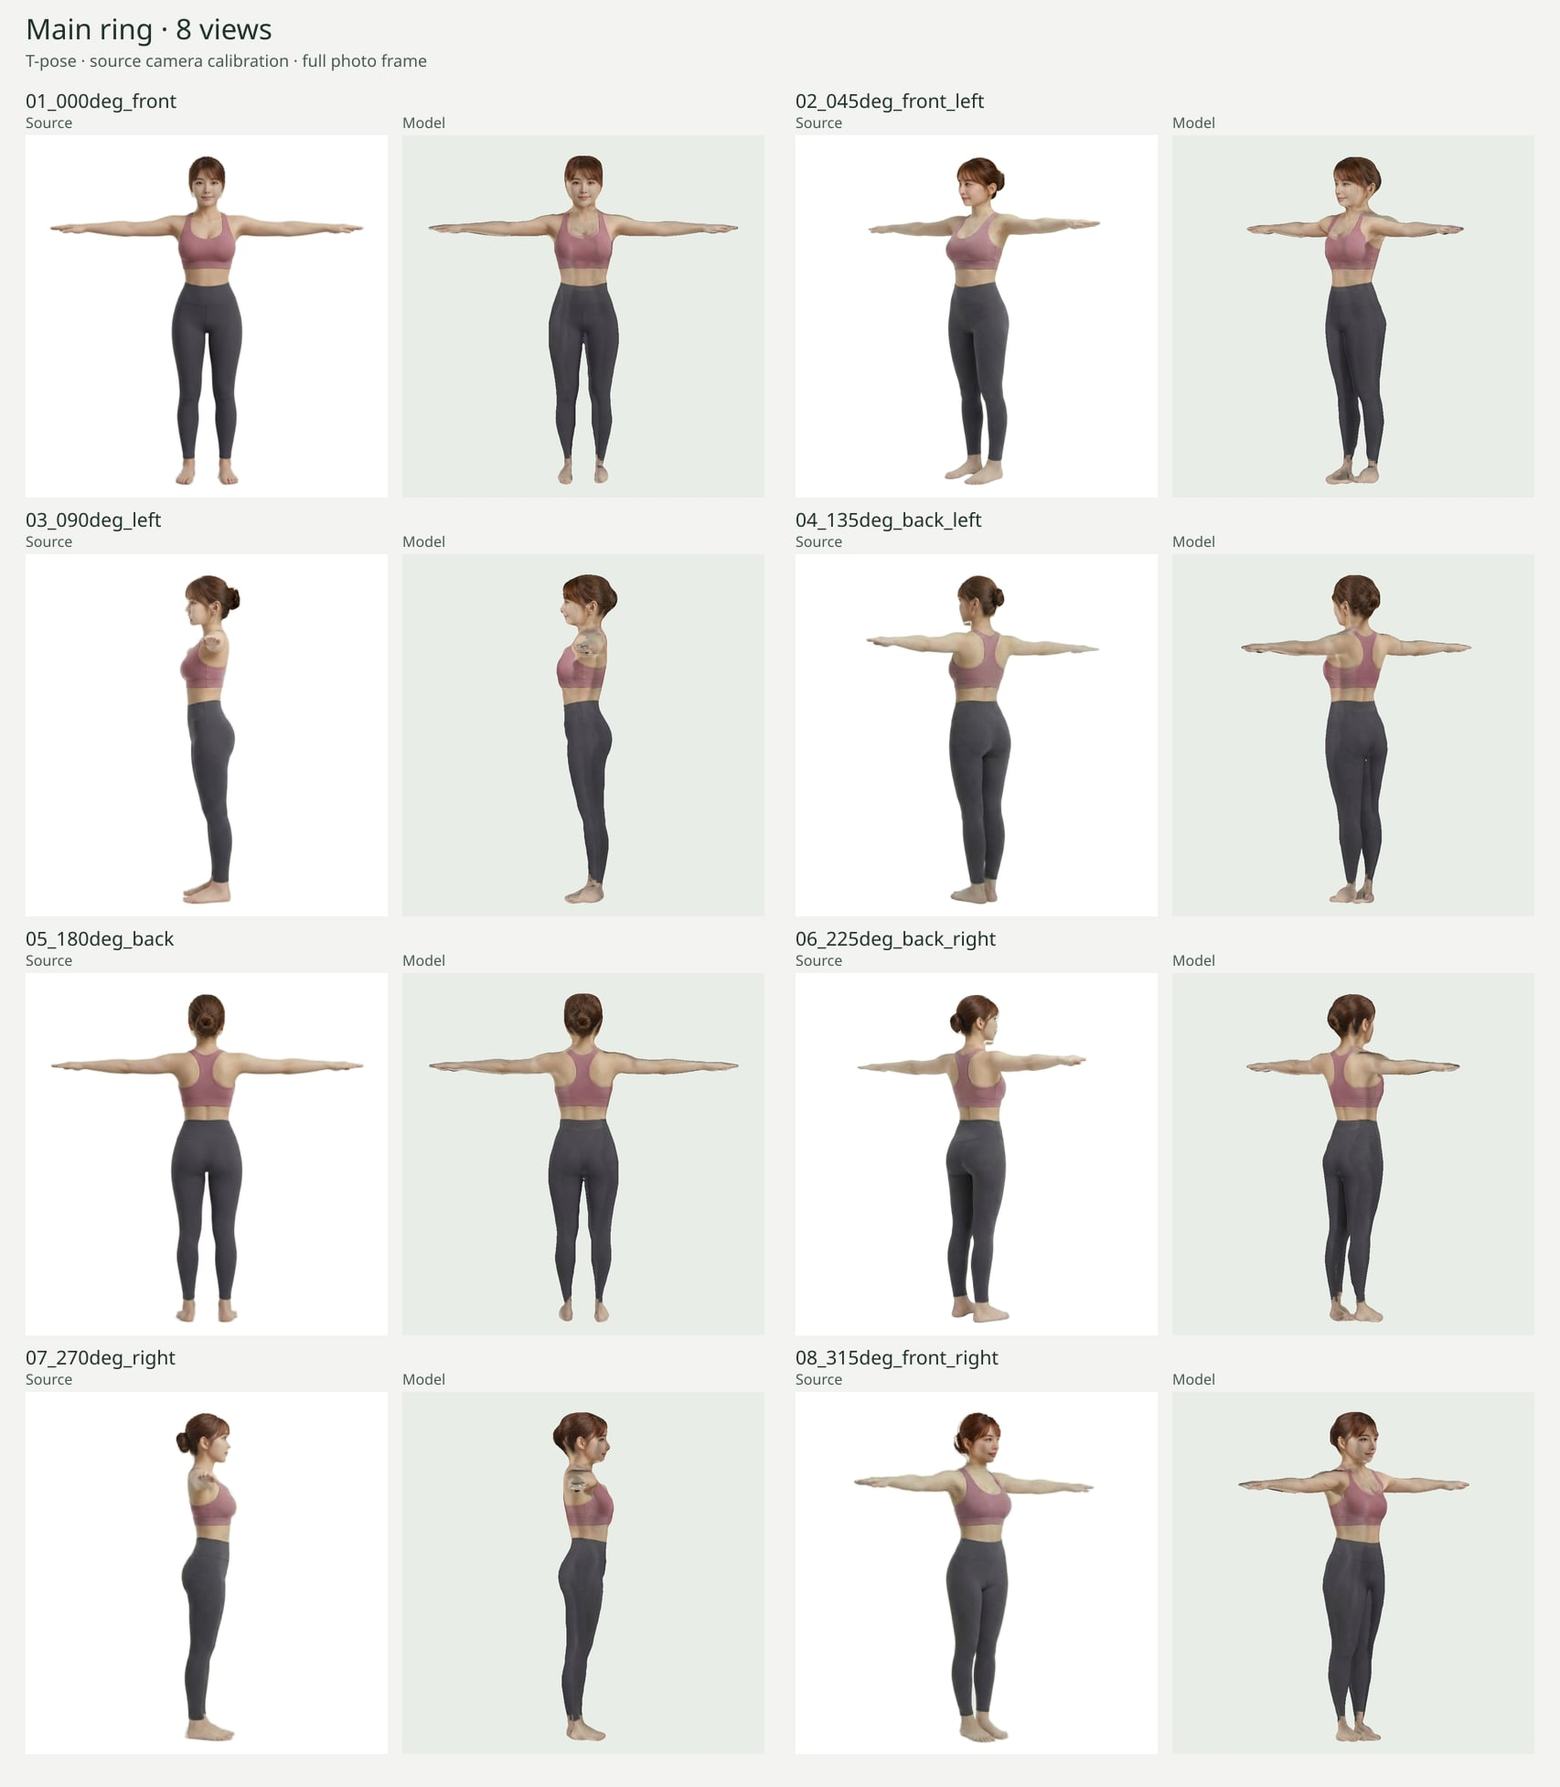 Main ring · 8 views
T-pose · source camera calibration · full photo frame
01_000deg_front
Source
Model
02_045deg_front_left
Source
Model
03_090deg_left
Source
Model
04_135deg_back_left
Source
Model
05_180deg_back
Source
Model
06_225deg_back_right
Source
Model
07_270deg_right
Source
Model
08_315deg_front_right
Source
Model